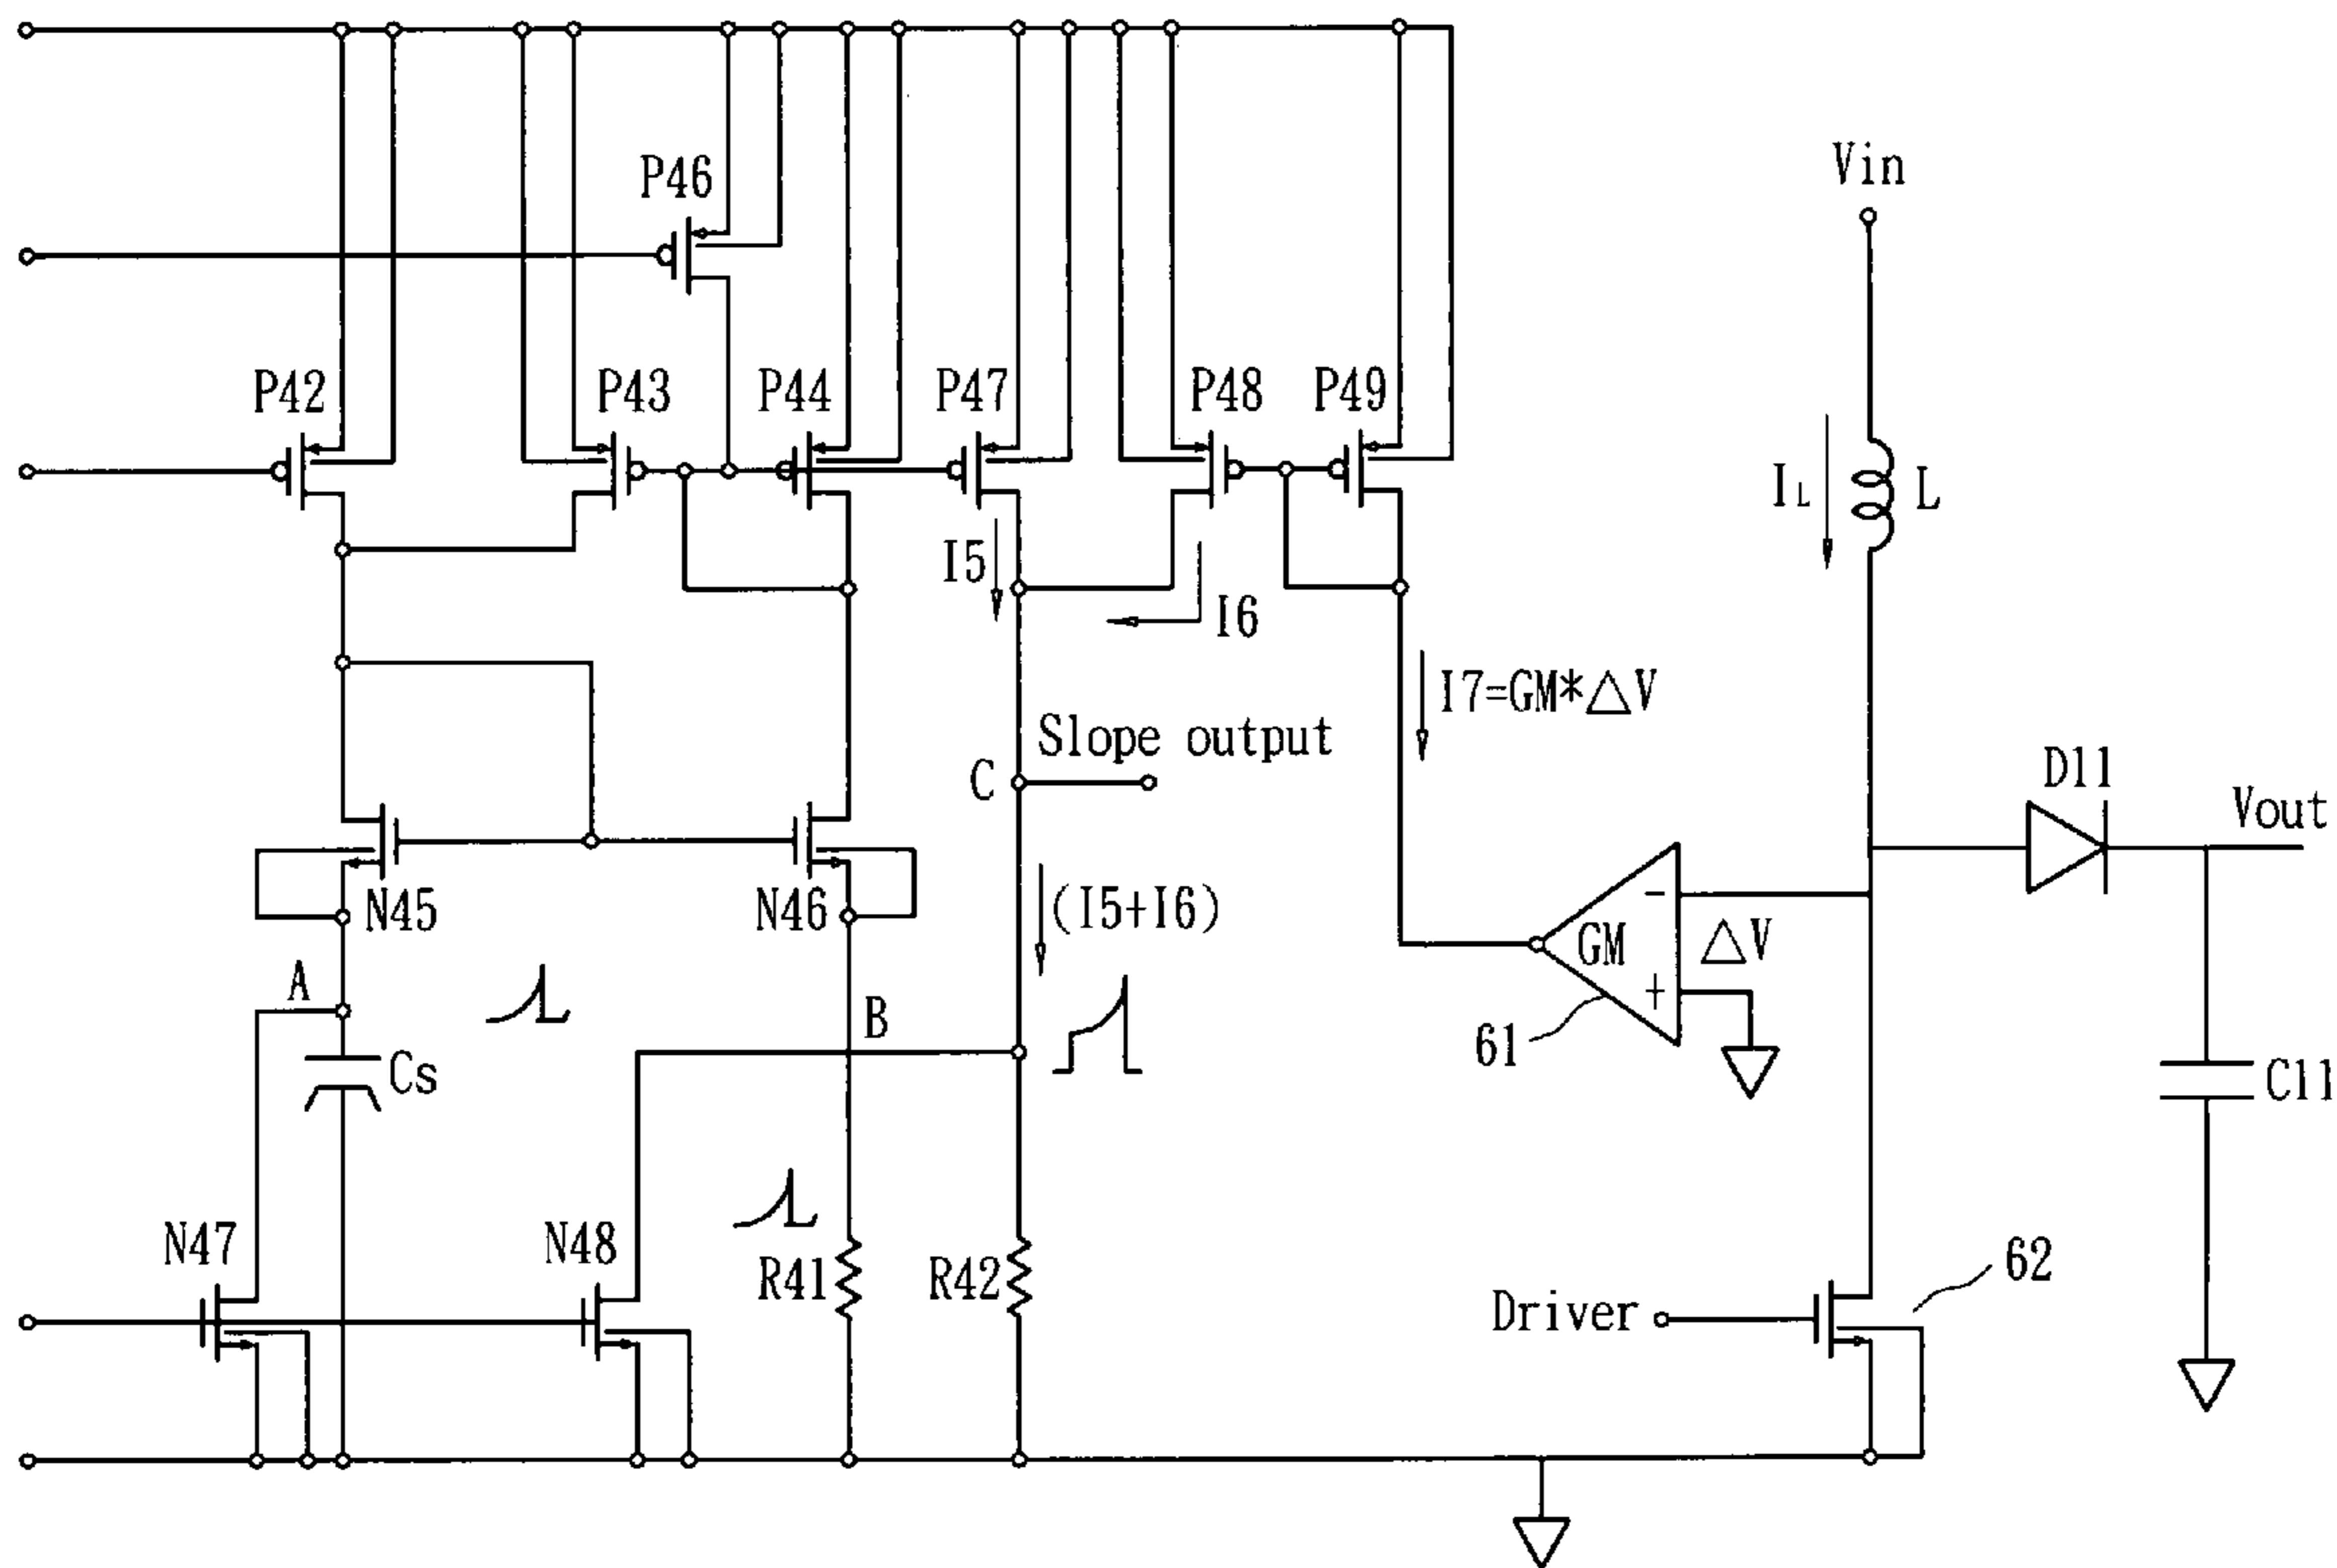 P46
Vin
P42
P43
P44
P47
P48
P49
IL
L
I5
I6
I7=GM*△V
Slope output
C
D11
Vout
N45
N46
(I5+I6)
GM
-
△V
+
A
B
61
Cs
C11
N47
N48
R41
R42
Driver
62